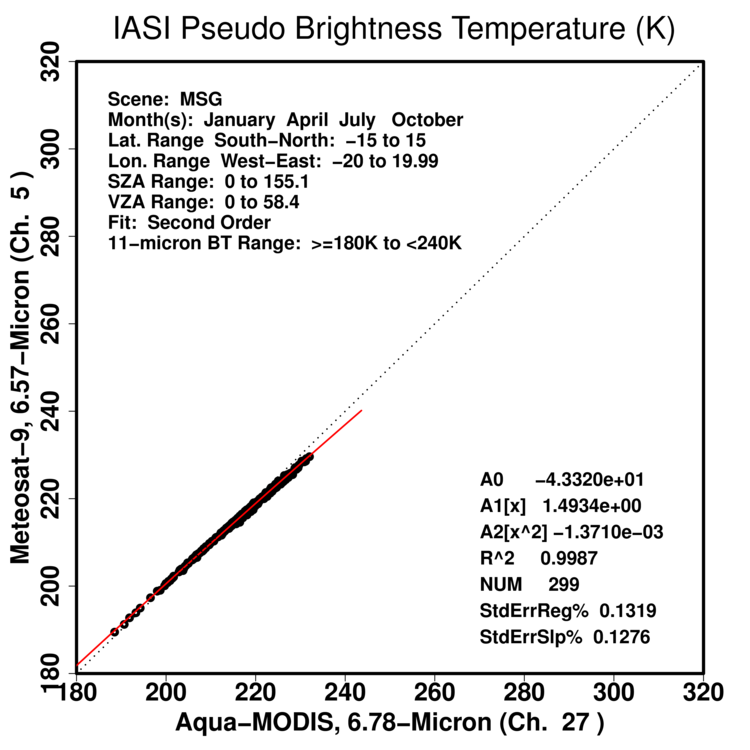 IASI Pseudo Brightness Temperature (K)
Scene: MSG
Month(s): January April July October
Lat. Range South−North: −15 to 15
Lon. Range West−East: −20 to 19.99
SZA Range: 0 to 155.1
VZA Range: 0 to 58.4
Fit: Second Order
11−micron BT Range: >=180K to <240K
Meteosat−9, 6.57−Micron (Ch. 5 )
320
300
280
260
240
220
200
180
A0 −4.3320e+01
A1[x] 1.4934e+00
A2[x^2] −1.3710e−03
R^2 0.9987
NUM 299
StdErrReg% 0.1319
StdErrSlp% 0.1276
180 200 220 240 260 280 300 320
Aqua−MODIS, 6.78−Micron (Ch. 27 )